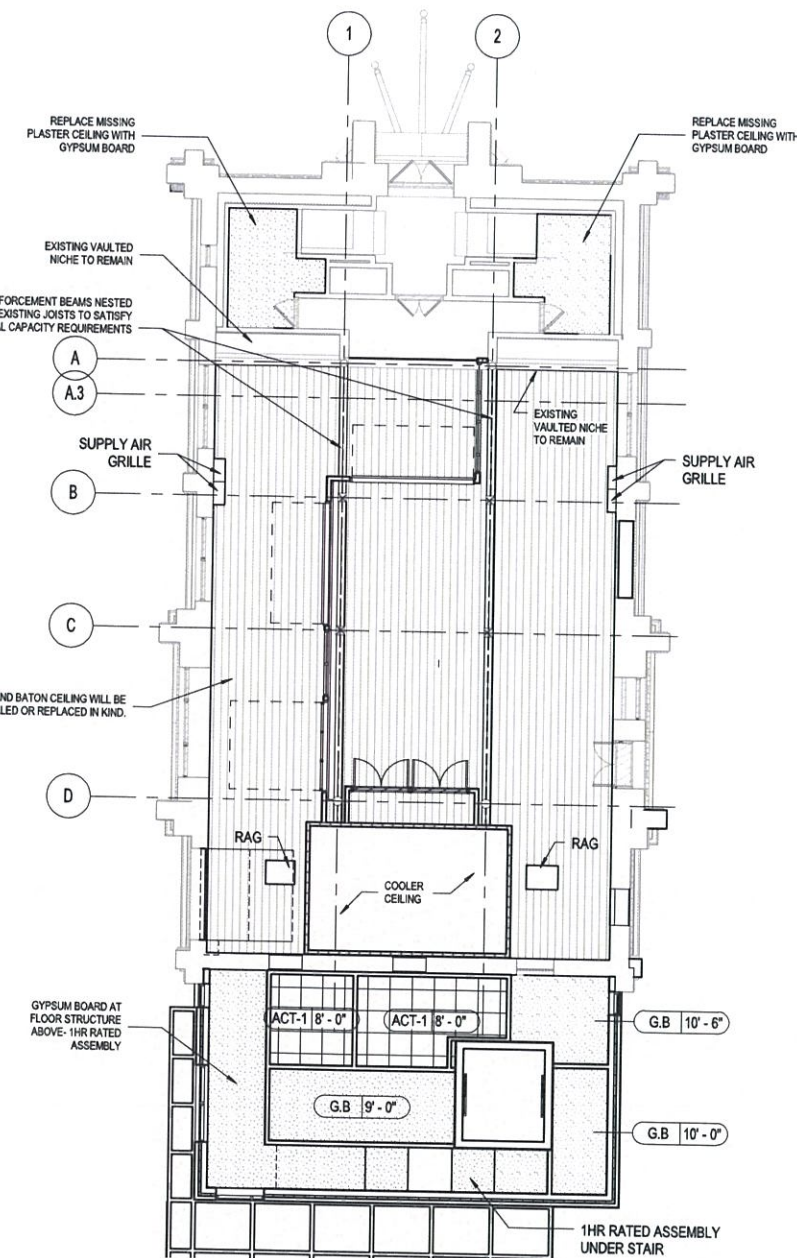 1
2
REPLACE MISSING
PLASTER CEILING WITH
GYPSUM BOARD
REPLACE MISSING
PLASTER CEILING WITH
GYPSUM BOARD
EXISTING VAULTED
NICHE TO REMAIN
FORCEMENT BEAMS NESTED
EXISTING JOISTS TO SATISFY
AL CAPACITY REQUIREMENTS
A
A.3
EXISTING
VAULTED NICHE
TO REMAIN
SUPPLY AIR
GRILLE
SUPPLY AIR
GRILLE
B
C
ND BATON CEILING WILL BE
LED OR REPLACED IN KIND.
D
RAG
RAG
COOLER
CEILING
GYPSUM BOARD AT
FLOOR STRUCTURE
ABOVE- 1HR RATED
ASSEMBLY
ACT-1 8' - 0"
ACT-1 8' - 0"
G.B 10' - 6"
G.B 9' - 0"
G.B 10' - 0"
1HR RATED ASSEMBLY
UNDER STAIR